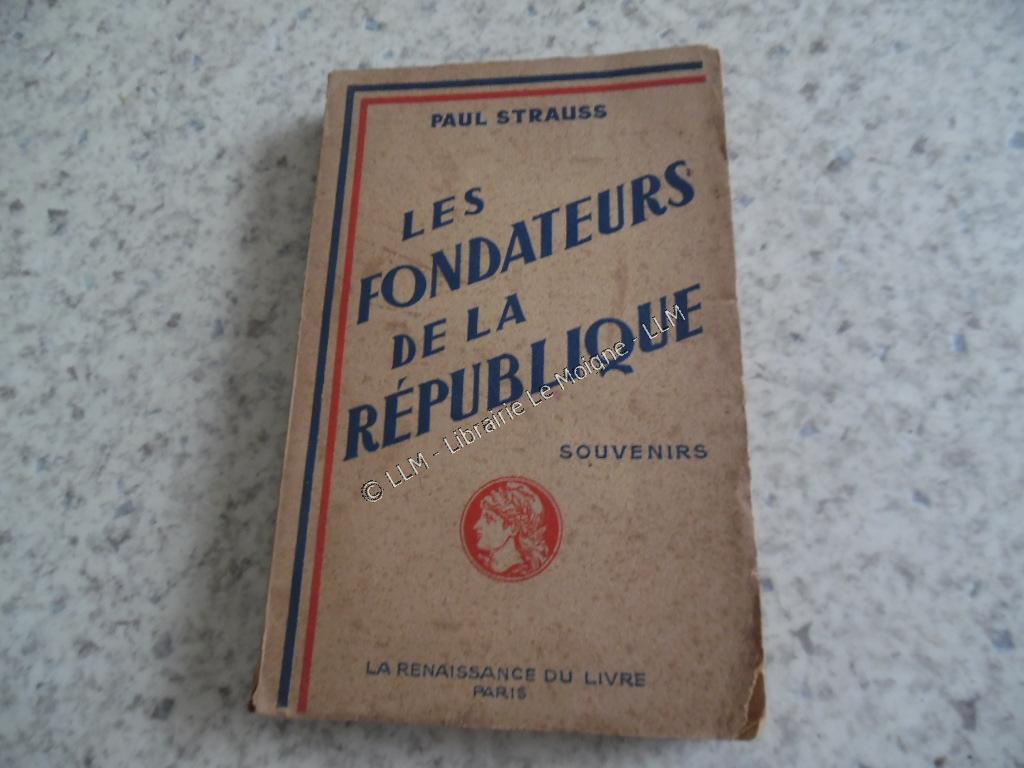 PAUL STRAUSS
LES
FONDATEURS
DE LA
RÉPUBLIQUE
© LLM - Librairie Le Moigne - LLM
SOUVENIRS
LA RENAISSANCE DU LIVRE
PARIS